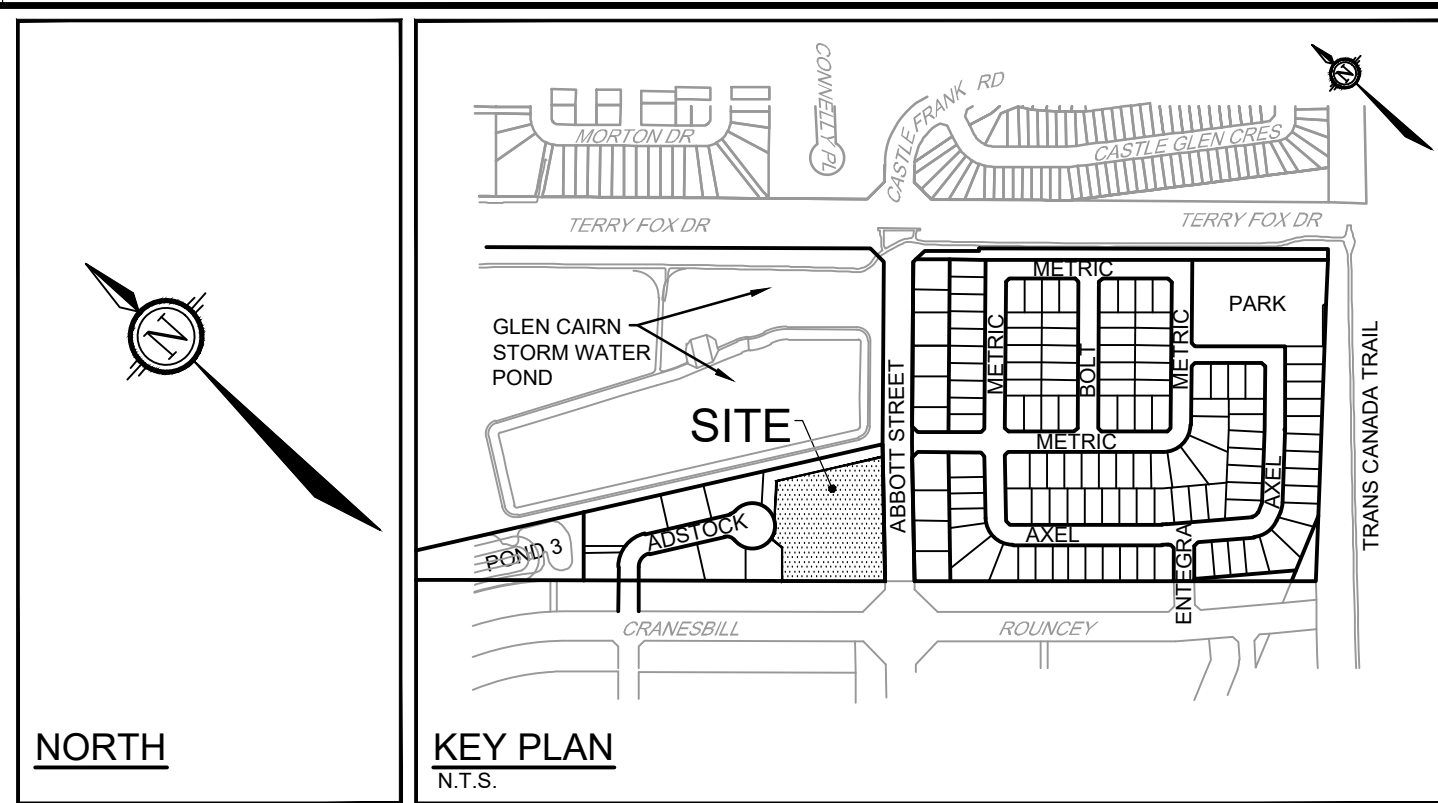 N
NORTH
N
CONNELLY PL
CASTLE FRANK RD
MORTON DR
CASTLE GLEN CRES
TERRY FOX DR
TERRY FOX DR
METRIC
PARK
GLEN CAIRN
STORM WATER
POND
METRIC
BOLT
METRIC
ABBOTT STREET
TRANS CANADA TRAIL
SITE
METRIC
AXEL
ADSTOCK
AXEL
POND 3
ENTEGRA
CRANESBILL
ROUNCEY
KEY PLAN
N.T.S.